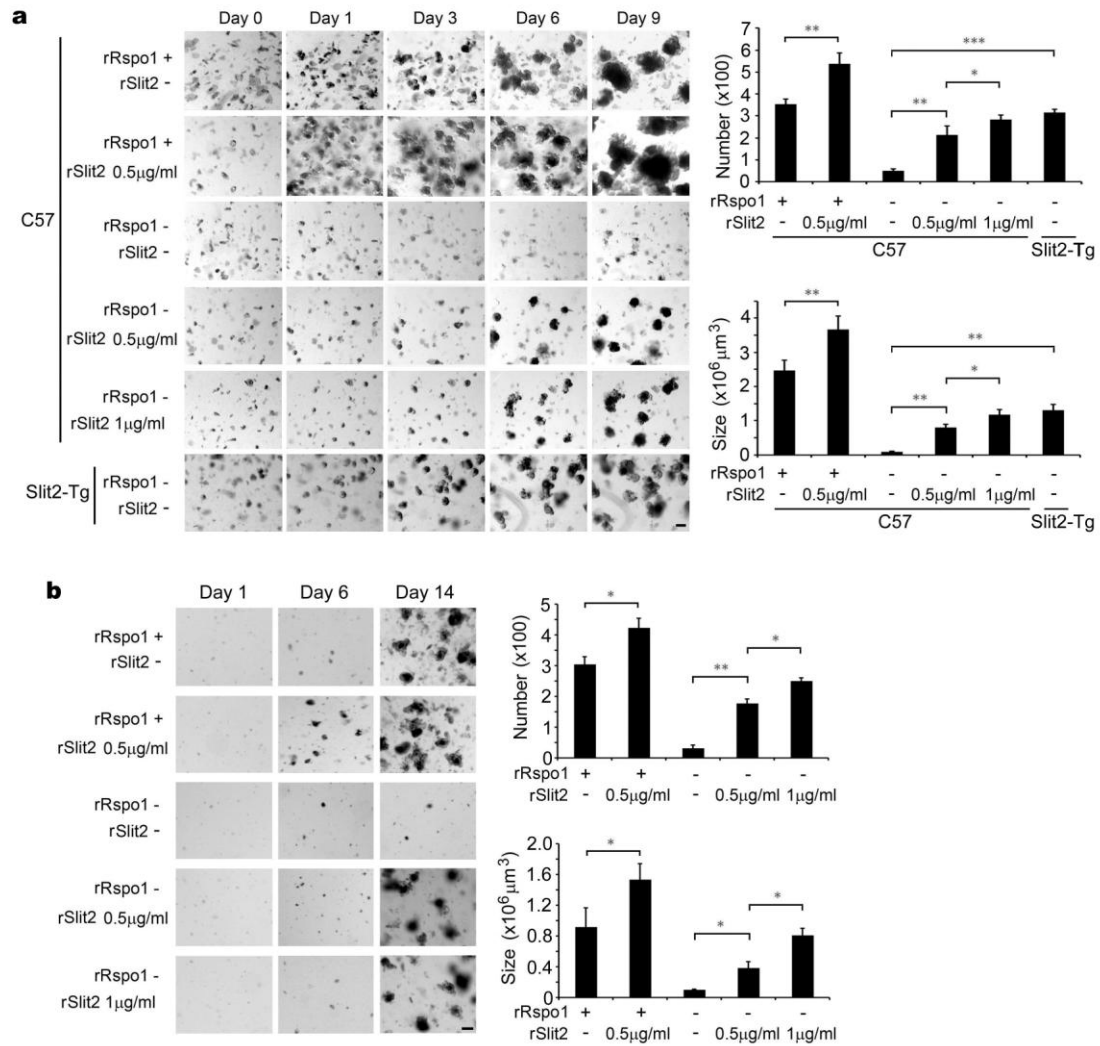 a
Day 0 Day 1 Day 3 Day 6 Day 9
C57
rRspo1 +
rSlit2 -
rRspo1 +
rSlit2 0.5μg/ml
rRspo1 -
rSlit2 -
rRspo1 -
rSlit2 0.5μg/ml
rRspo1 -
rSlit2 1μg/ml
Slit2-Tg
rRspo1 -
rSlit2 -
Number (x100)
7
6
5
4
3
2
1
0
** ** * ***
rRspo1 + + - - - -
rSlit2 - 0.5μg/ml - 0.5μg/ml 1μg/ml -
C57 Slit2-Tg
Size (x10⁶μm³)
4
3
2
1
0
** ** * **
rRspo1 + + - - - -
rSlit2 - 0.5μg/ml - 0.5μg/ml 1μg/ml -
C57 Slit2-Tg
b
Day 1 Day 6 Day 14
rRspo1 +
rSlit2 -
rRspo1 +
rSlit2 0.5μg/ml
rRspo1 -
rSlit2 -
rRspo1 -
rSlit2 0.5μg/ml
rRspo1 -
rSlit2 1μg/ml
Number (x100)
5
4
3
2
1
0
* ** *
rRspo1 + + - - -
rSlit2 - 0.5μg/ml - 0.5μg/ml 1μg/ml
Size (x10⁶μm³)
2.0
1.6
1.2
0.8
0.4
0
* * *
rRspo1 + + - - -
rSlit2 - 0.5μg/ml - 0.5μg/ml 1μg/ml